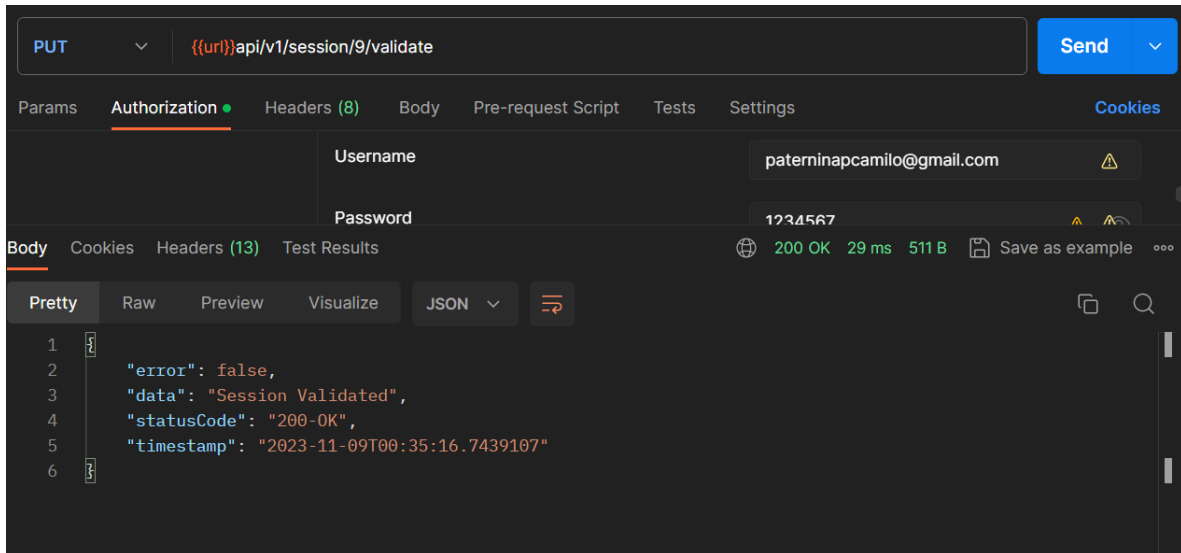 PUT {{url}}api/v1/session/9/validate Send
Params Authorization Headers (8) Body Pre-request Script Tests Settings Cookies
Username paterninapcamilo@gmail.com
Password 1234567
Body Cookies Headers (13) Test Results 200 OK 29 ms 511 B Save as example
Pretty Raw Preview Visualize JSON
1 {
2 "error": false,
3 "data": "Session Validated",
4 "statusCode": "200-OK",
5 "timestamp": "2023-11-09T00:35:16.7439107"
6 }